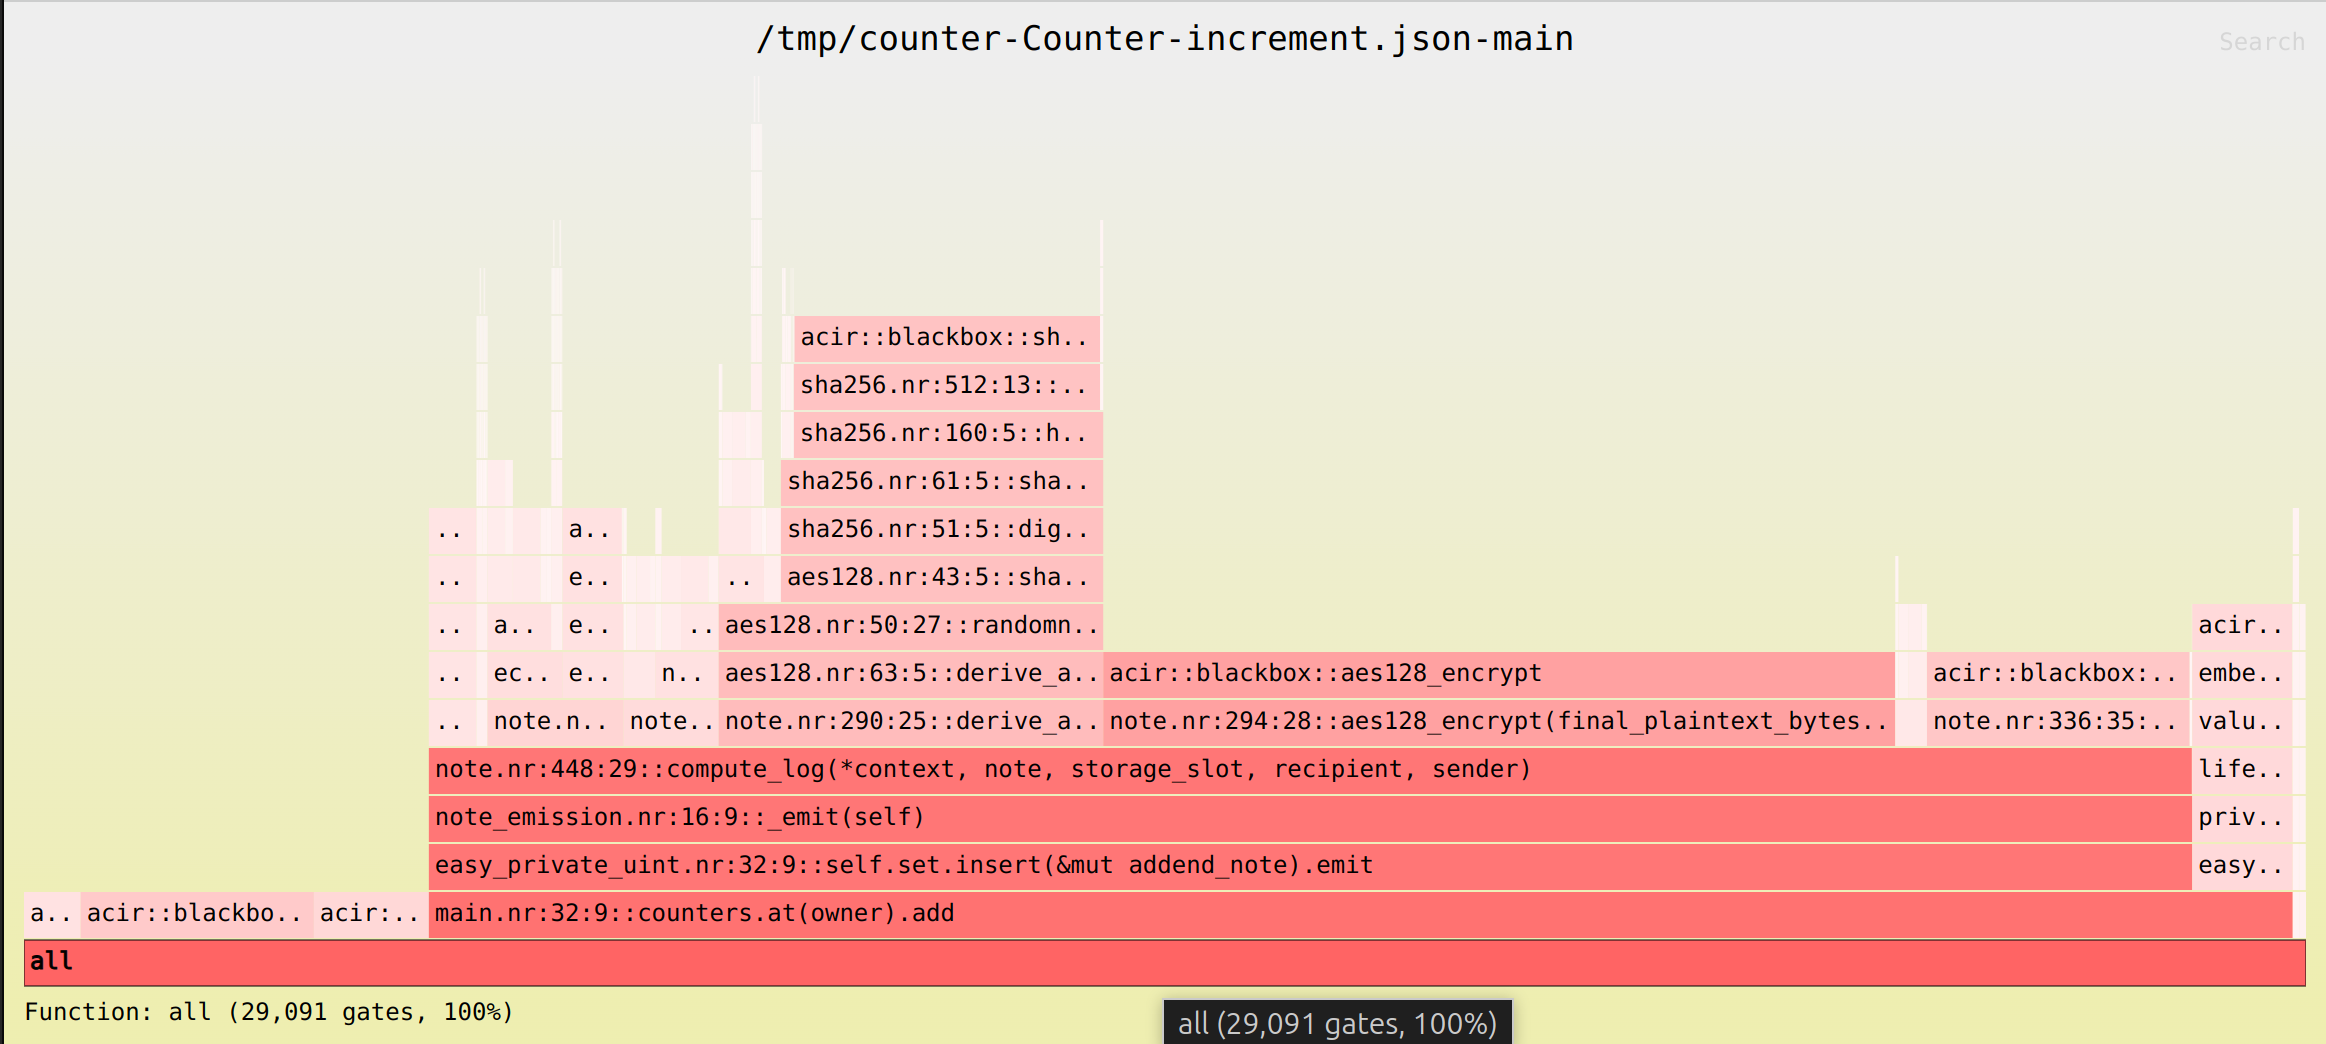 /tmp/counter-Counter-increment.json-main
Search
acir::blackbox::sh..
sha256.nr:512:13::..
sha256.nr:160:5::h..
sha256.nr:61:5::sha..
.. a.. sha256.nr:51:5::dig..
.. e.. .. aes128.nr:43:5::sha..
.. a.. e.. .. aes128.nr:50:27::randomn.. acir..
.. ec.. e.. n.. aes128.nr:63:5::derive_a.. acir::blackbox::aes128_encrypt acir::blackbox:.. embe..
.. note.n.. note.. note.nr:290:25::derive_a.. note.nr:294:28::aes128_encrypt(final_plaintext_bytes.. note.nr:336:35:.. valu..
note.nr:448:29::compute_log(*context, note, storage_slot, recipient, sender) life..
note_emission.nr:16:9::_emit(self) priv..
easy_private_uint.nr:32:9::self.set.insert(&mut addend_note).emit easy..
a.. acir::blackbo.. acir:.. main.nr:32:9::counters.at(owner).add
all
Function: all (29,091 gates, 100%)
all (29,091 gates, 100%)